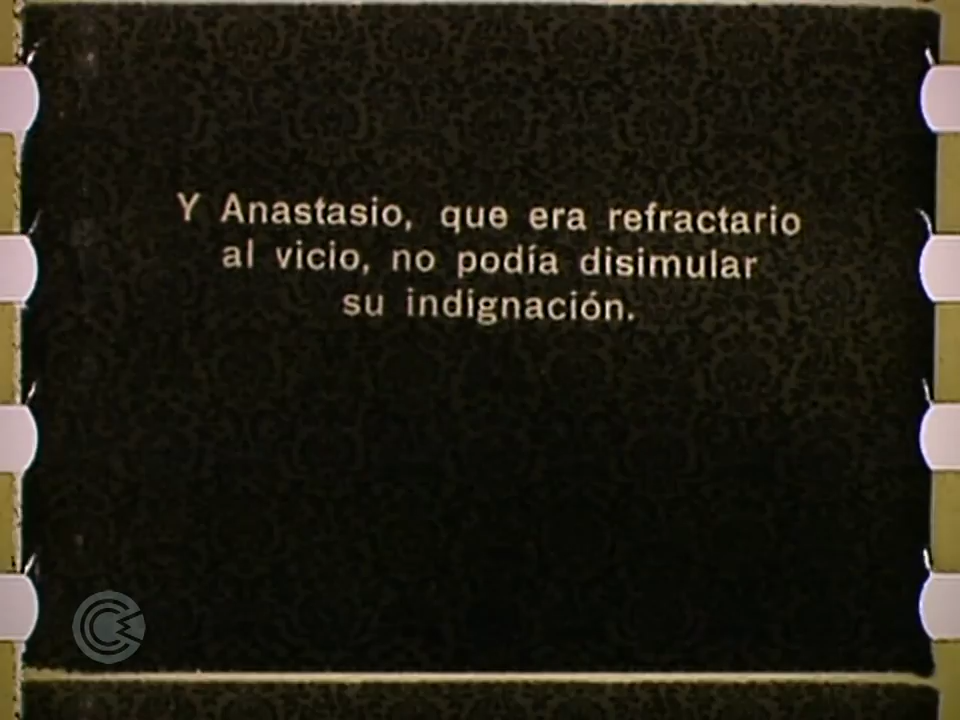 Y Anastasio, que era refractario
al vicio, no podía disimular
su indignación.